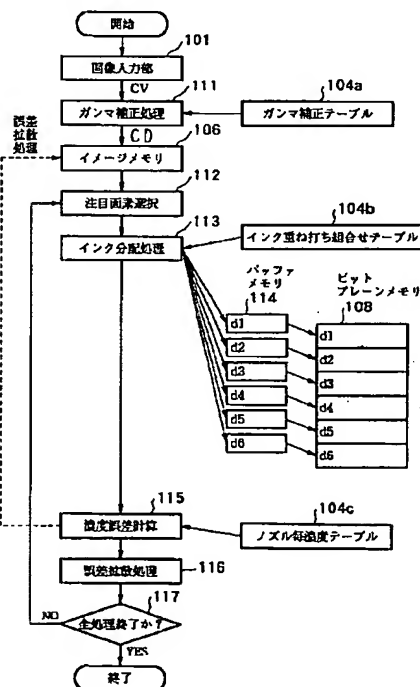 開始
101
画像入力部
CV
111
ガンマ補正処理
104a
ガンマ補正テーブル
誤差
拡散
処理
CD
106
イメージメモリ
112
注目画素選択
113
インク分配処理
104b
インク重ね打ち組合せテーブル
バッファ
メモリ
114
ビット
プレーンメモリ
108
d1
d2
d3
d4
d5
d6
d1
d2
d3
d4
d5
d6
115
濃度誤差計算
104c
ノズル毎濃度テーブル
116
誤差拡散処理
117
全処理終了か?
NO
YES
終了